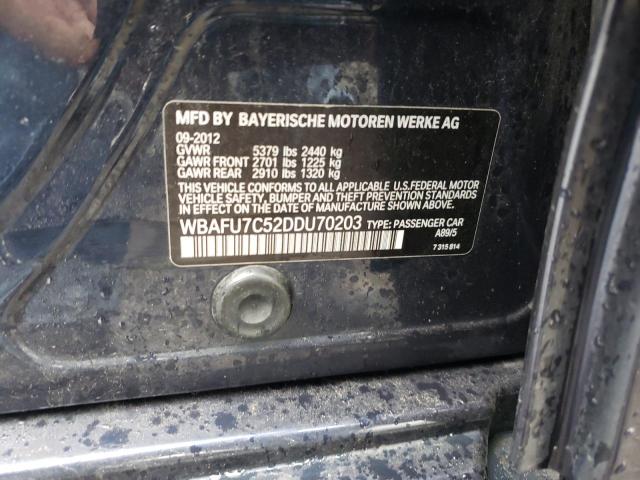 MFD BY BAYERISCHE MOTOREN WERKE AG
09-2012
GVWR 5379 lbs 2440 kg
GAWR FRONT 2701 lbs 1225 kg
GAWR REAR 2910 lbs 1320 kg
THIS VEHICLE CONFORMS TO ALL APPLICABLE U.S.FEDERAL MOTOR
VEHICLE SAFETY, BUMPER, AND THEFT PREVENTION STANDARDS
IN EFFECT ON THE DATE OF MANUFACTURE SHOWN ABOVE.
WBAFU7C52DDU70203 TYPE: PASSENGER CAR
A89/5
7 315 814